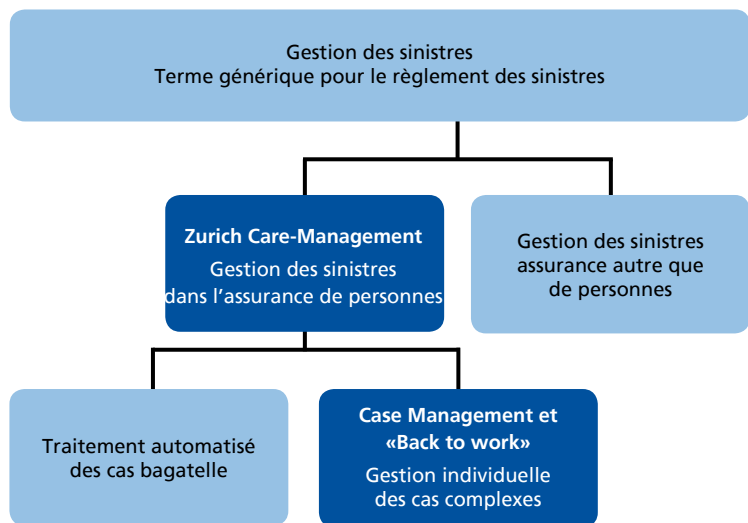 Gestion des sinistres
Terme générique pour le règlement des sinistres
Zurich Care-Management
Gestion des sinistres
dans l’assurance de personnes
Gestion des sinistres
assurance autre que
de personnes
Traitement automatisé
des cas bagatelle
Case Management et
«Back to work»
Gestion individuelle
des cas complexes